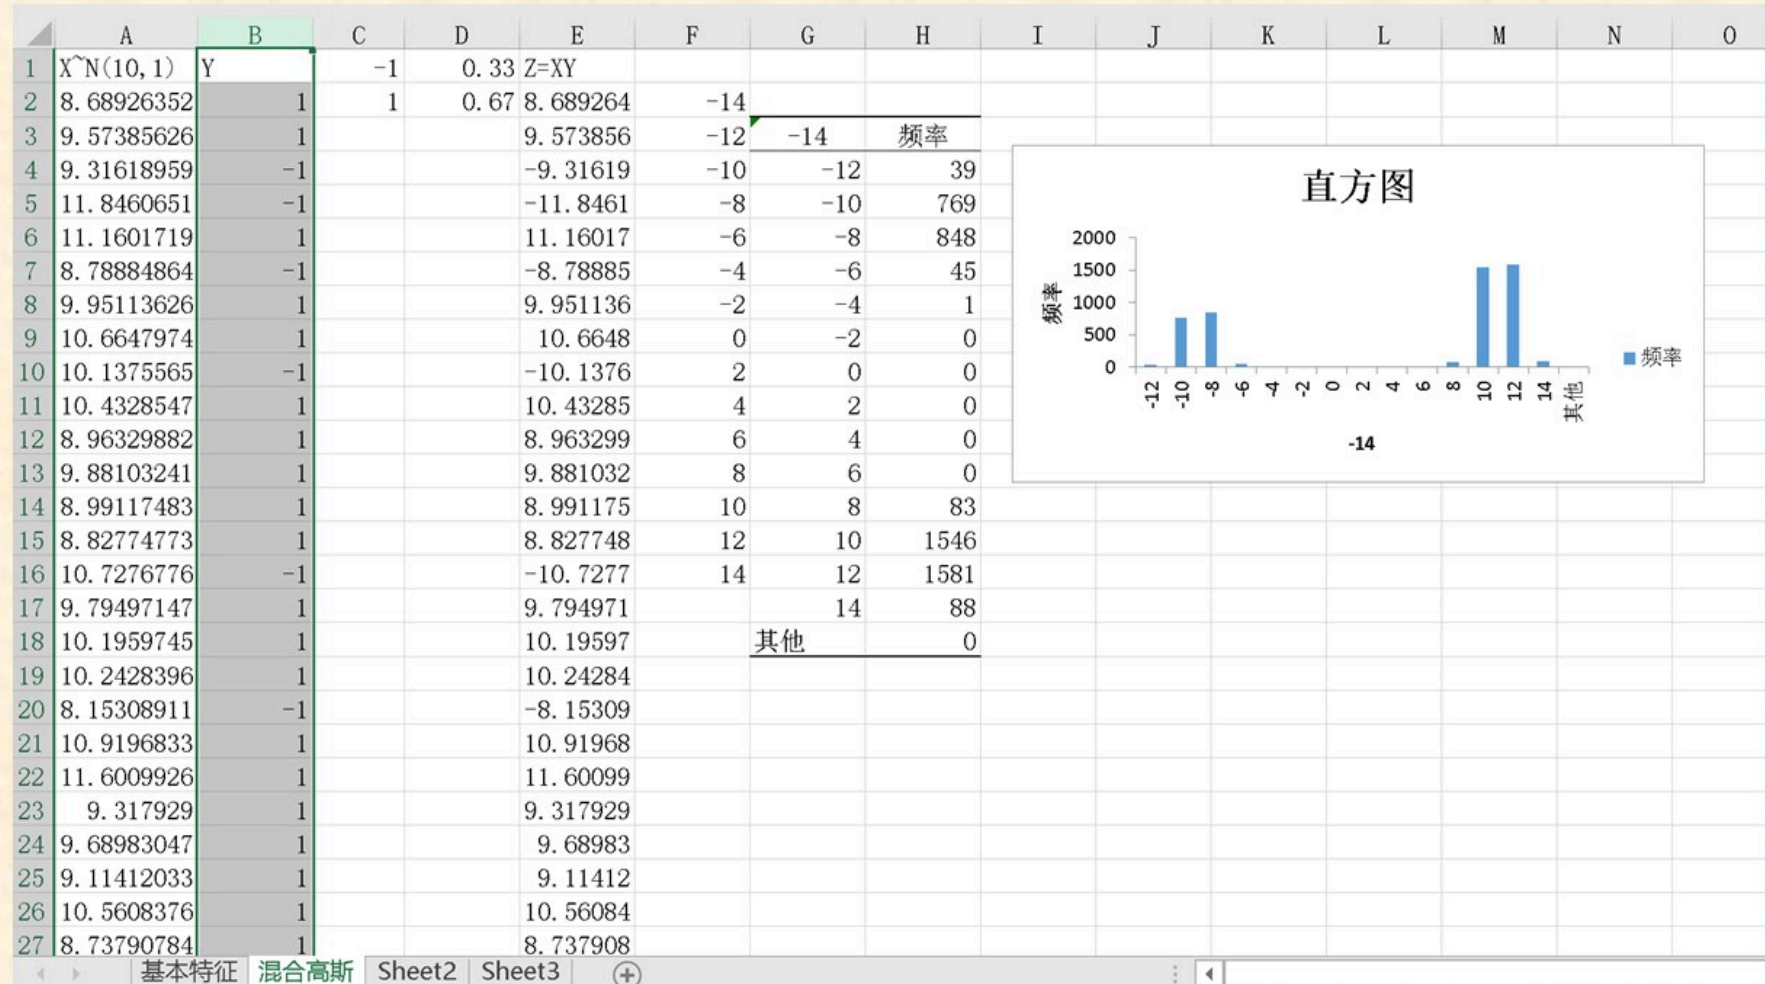 A B C D E F G H I J K L M N O
1 X~N(10,1) Y -1 0.33 Z=XY
2 8.68926352 1 1 0.67 8.689264 -14
3 9.57385626 1 9.573856 -12 -14 频率
4 9.31618959 -1 -9.31619 -10 -12 39
5 11.8460651 -1 -11.8461 -8 -10 769
6 11.1601719 1 11.16017 -6 -8 848
7 8.78884864 -1 -8.78885 -4 -6 45
8 9.95113626 1 9.951136 -2 -4 1
9 10.6647974 1 10.6648 0 -2 0
10 10.1375565 -1 -10.1376 2 0 0
11 10.4328547 1 10.43285 4 2 0
12 8.96329882 1 8.963299 6 4 0
13 9.88103241 1 9.881032 8 6 0
14 8.99117483 1 8.991175 10 8 83
15 8.82774773 1 8.827748 12 10 1546
16 10.7276776 -1 -10.7277 14 12 1581
17 9.79497147 1 9.794971 14 88
18 10.1959745 1 10.19597 其他 0
19 10.2428396 1 10.24284
20 8.15308911 -1 -8.15309
21 10.9196833 1 10.91968
22 11.6009926 1 11.60099
23 9.317929 1 9.317929
24 9.68983047 1 9.68983
25 9.11412033 1 9.11412
26 10.5608376 1 10.56084
27 8.73790784 1 8.737908
直方图
2000
1500
1000
500
0
频率
-12 -10 -8 -6 -4 -2 0 2 4 6 8 10 12 14 其他
-14
频率
基本特征 混合高斯 Sheet2 Sheet3